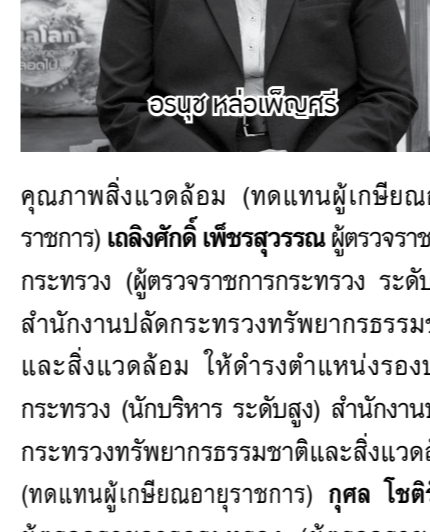 อรนุช หล่อเพ็ญศรี
คุณภาพสิ่งแวดล้อม (ทดแทนผู้เกษียณอ
ราชการ) เถลิงศักดิ์ เพ็ชรสุวรรณ ผู้ตรวจราช
กระทรวง (ผู้ตรวจราชการกระทรวง ระดับ
สำนักงานปลัดกระทรวงทรัพยากรธรรมช
และสิ่งแวดล้อม ให้ดำรงตำแหน่งรองป
กระทรวง (นักบริหาร ระดับสูง) สำนักงานป
กระทรวงทรัพยากรธรรมชาติและสิ่งแวดล้
(ทดแทนผู้เกษียณอายุราชการ) กุศล โชติรั